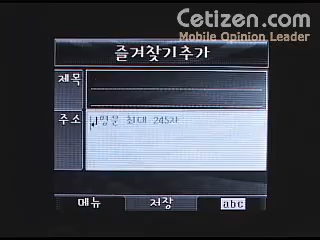 Cetizen.com
Mobile Opinion Leader
즐겨찾기추가
제목
주소
영문 최대 245자
메뉴 저장 abc